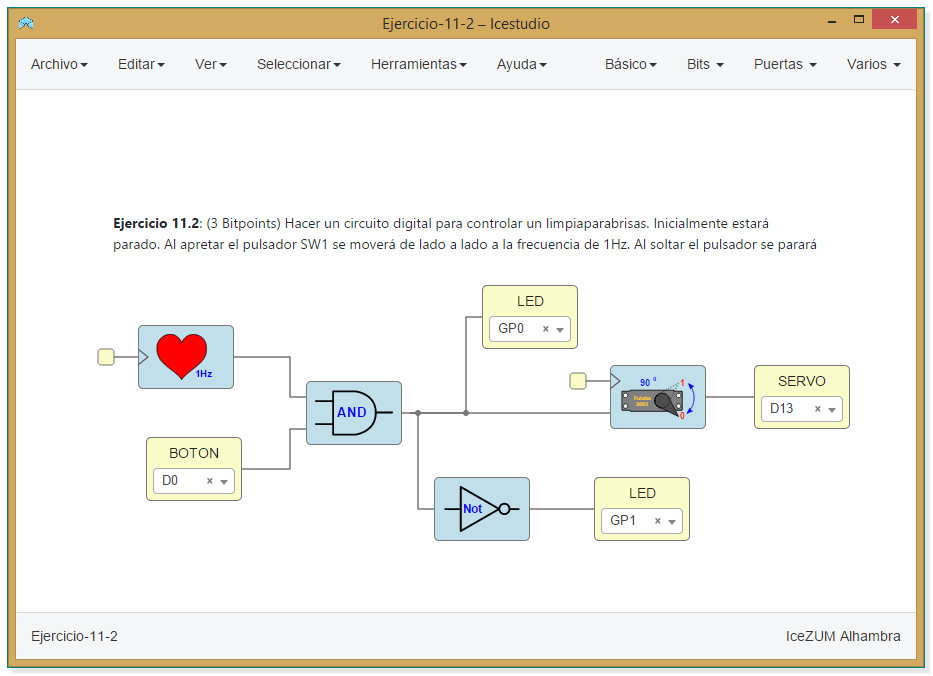 Ejercicio-11-2 – Icestudio
Archivo Editar Ver Seleccionar Herramientas Ayuda Básico Bits Puertas Varios
Ejercicio 11.2: (3 Bitpoints) Hacer un circuito digital para controlar un limpiaparabrisas. Inicialmente estará
parado. Al apretar el pulsador SW1 se moverá de lado a lado a la frecuencia de 1Hz. Al soltar el pulsador se parará
LED
GP0
1Hz
AND
BOTON
D0
90 º
1
Futaba
S003
0
SERVO
D13
Not
LED
GP1
Ejercicio-11-2
IceZUM Alhambra